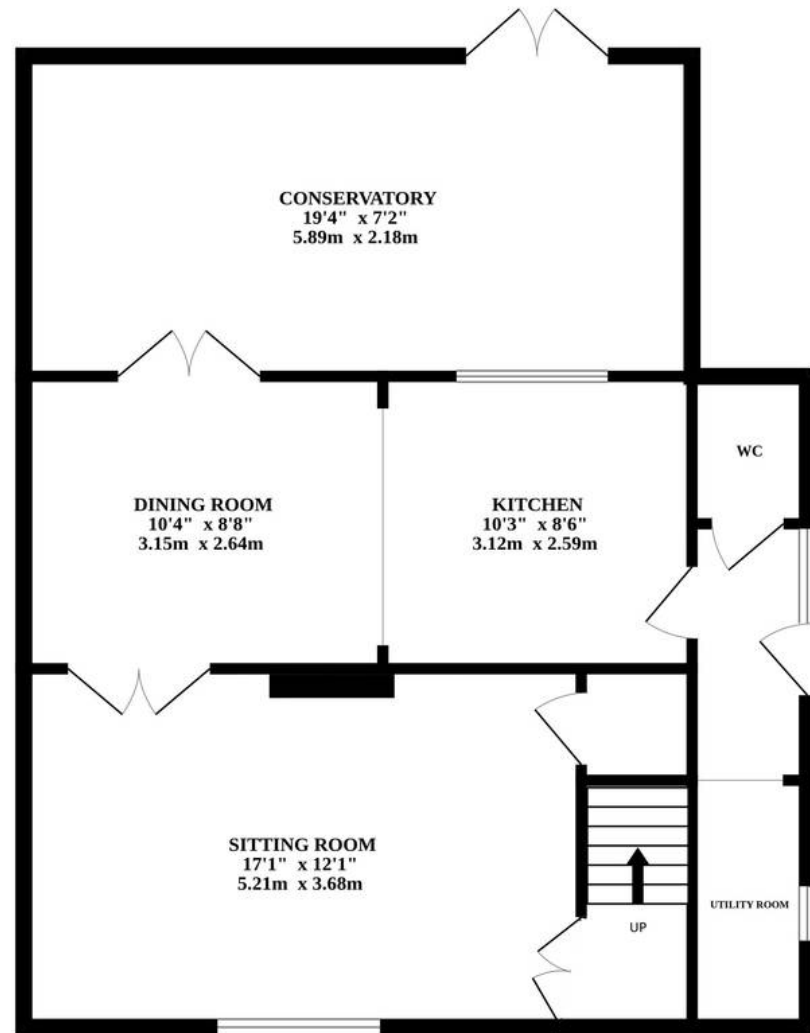 CONSERVATORY
19'4" x 7'2"
5.89m x 2.18m
WC
DINING ROOM
10'4" x 8'8"
3.15m x 2.64m
KITCHEN
10'3" x 8'6"
3.12m x 2.59m
SITTING ROOM
17'1" x 12'1"
5.21m x 3.68m
UTILITY ROOM
UP